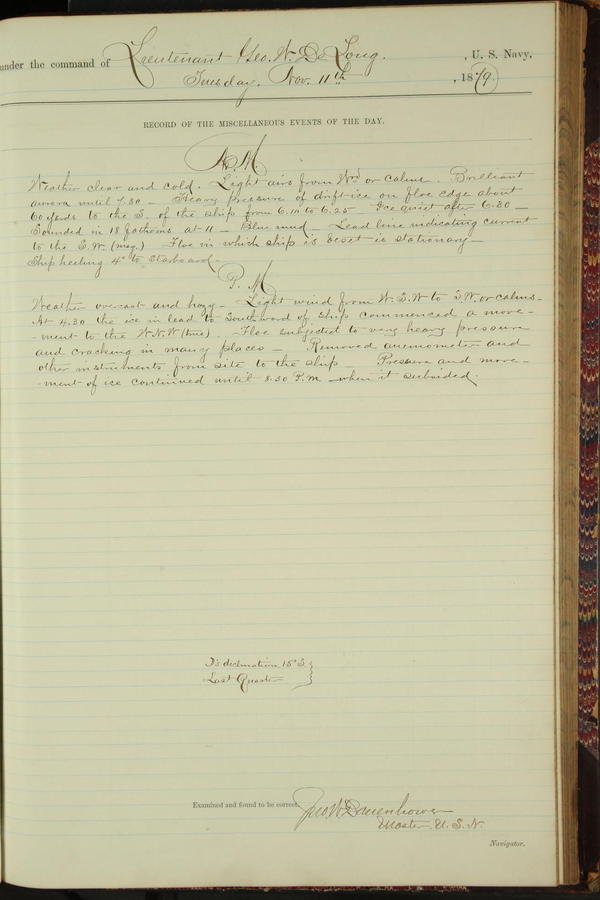 under the command of Lieutenant Geo. W. De Long. , U. S. Navy,
Tuesday, Nov. 11th , 1879.
RECORD OF THE MISCELLANEOUS EVENTS OF THE DAY.
A. M.
Weather clear and cold. Light airs from Nrd or calms. Brilliant
aurora until 4.30 — Heavy pressure of drift-ice on floe edge about
60 yards to the S. of the ship from 6.10 to 6.25 Ice quiet after 6.30 —
Sounded in 18 fathoms at 11 — Blue mud — Lead line indicating current
to the E. (mag.) Floe in which ship is beset is stationary —
Ship heeling 4° to starboard —
P. M.
Weather overcast and hazy — Light wind from W.S.W to S.W. or calms —
At 4.30 the ice in lead to Southward of ship commenced a move-
-ment to the W.N.W (true). Floe subjected to very heavy pressure
and cracking in many places — Removed anemometer and
other instruments from site to the ship — Pressure and move-
-ment of ice continued until 8.30 P.M. when it subsided.
declination 15° S.
Last Quarter
Examined and found to be correct. Jno W Danenhower
Master, U. S. N.
Navigator.